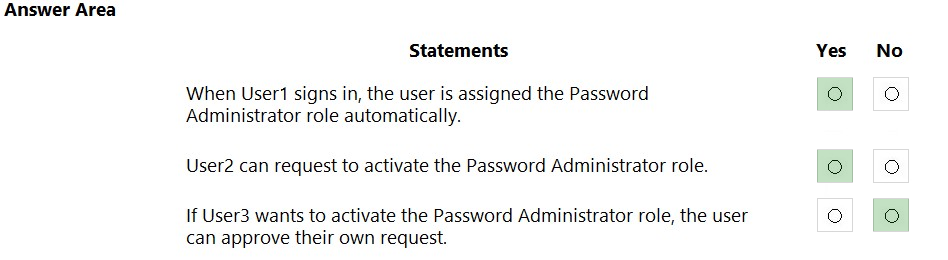 Answer Area
Statements Yes No
When User1 signs in, the user is assigned the Password
Administrator role automatically.
User2 can request to activate the Password Administrator role.
If User3 wants to activate the Password Administrator role, the user
can approve their own request.